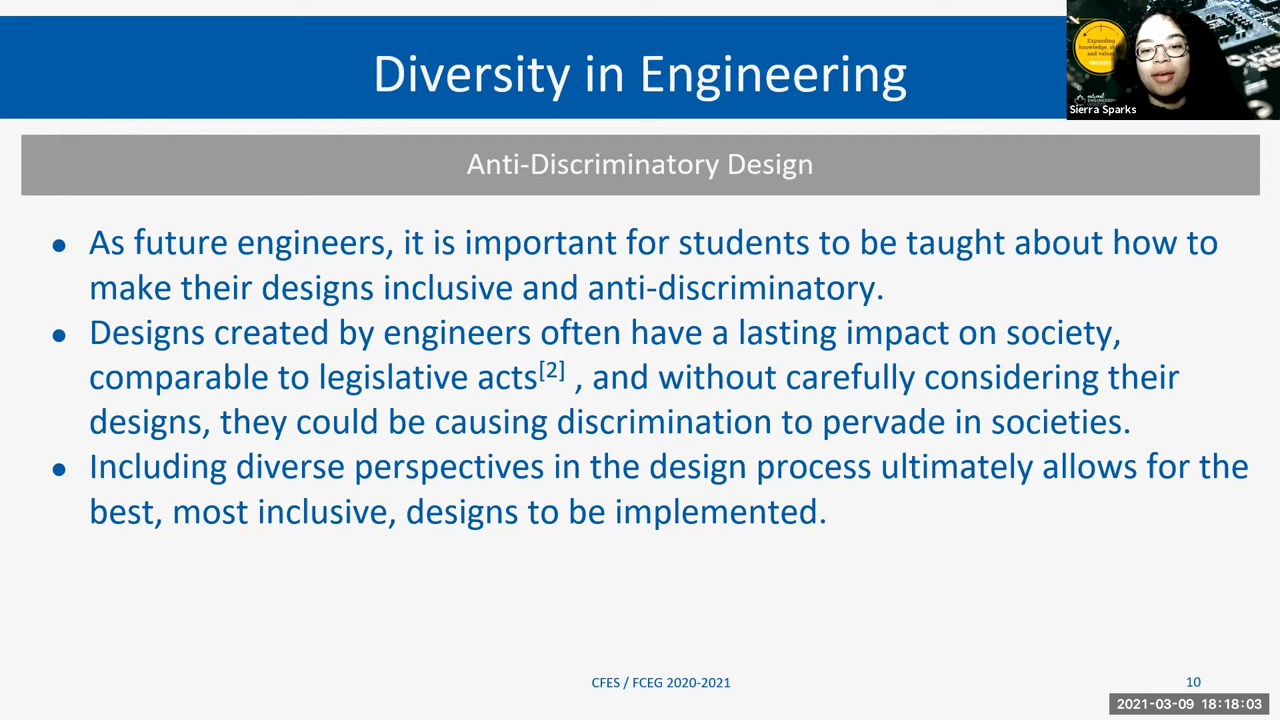 Diversity in Engineering
Expanding
and values
Sierra Sparks
Anti-Discriminatory Design
• As future engineers, it is important for students to be taught about how to
make their designs inclusive and anti-discriminatory.
• Designs created by engineers often have a lasting impact on society,
comparable to legislative acts[2] , and without carefully considering their
designs, they could be causing discrimination to pervade in societies.
• Including diverse perspectives in the design process ultimately allows for the
best, most inclusive, designs to be implemented.
CFES / FCEG 2020-2021
10
2021-03-09 18:18:03